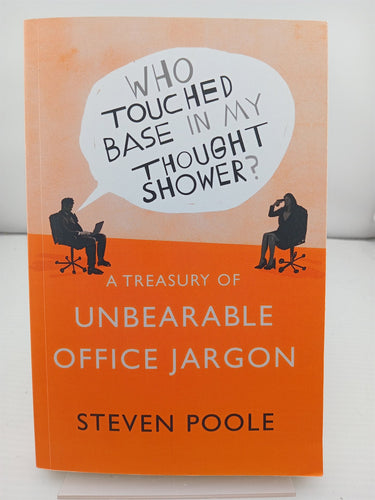 WHO
TOUCHED
BASE IN MY
THOUGHT
SHOWER?
A TREASURY OF
UNBEARABLE
OFFICE JARGON
STEVEN POOLE